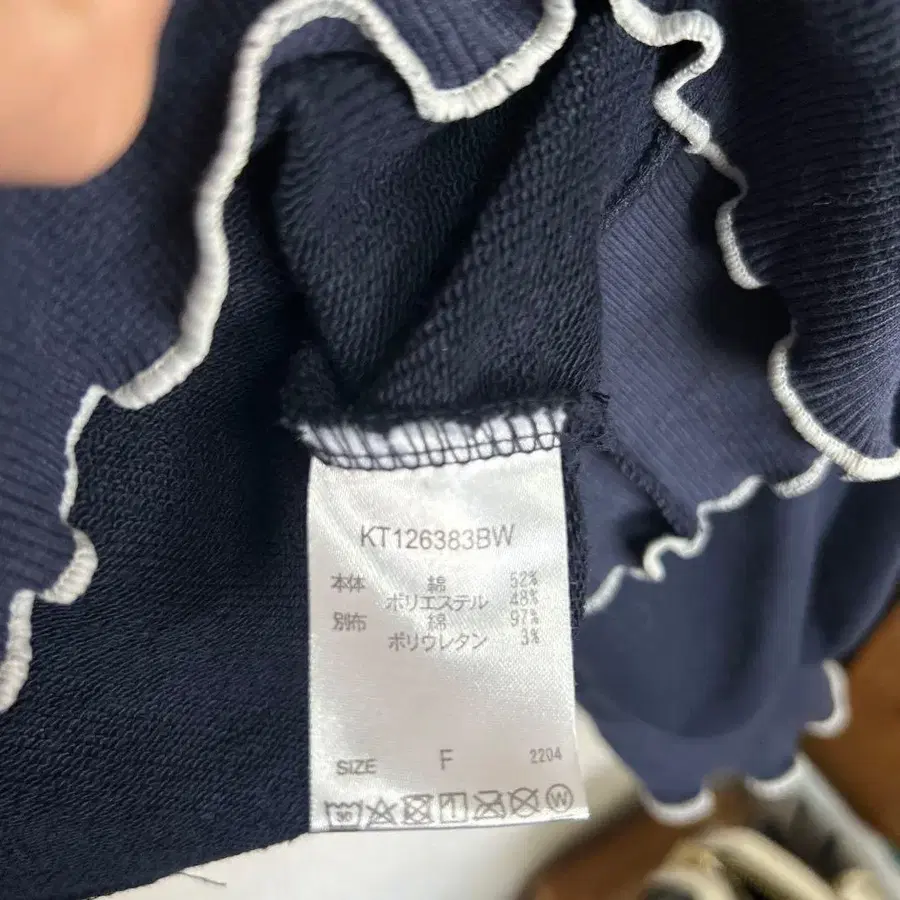 KT126383BW
本体 綿 52%
ポリエステル 48%
別布 綿 97%
ポリウレタン 3%
SIZE F 2204
30
W